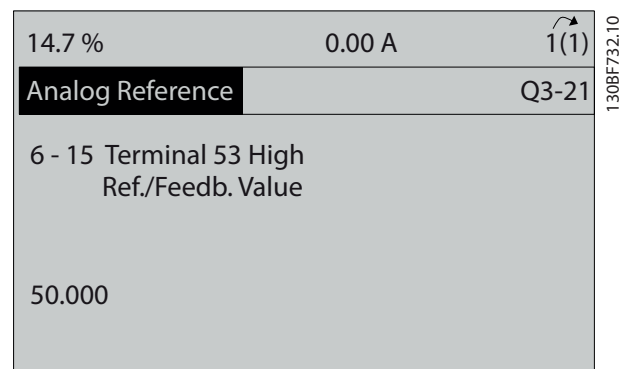 14.7 % 0.00 A 1(1)
Analog Reference Q3-21
6 - 15 Terminal 53 High
Ref./Feedb. Value
50.000
130BF732.10